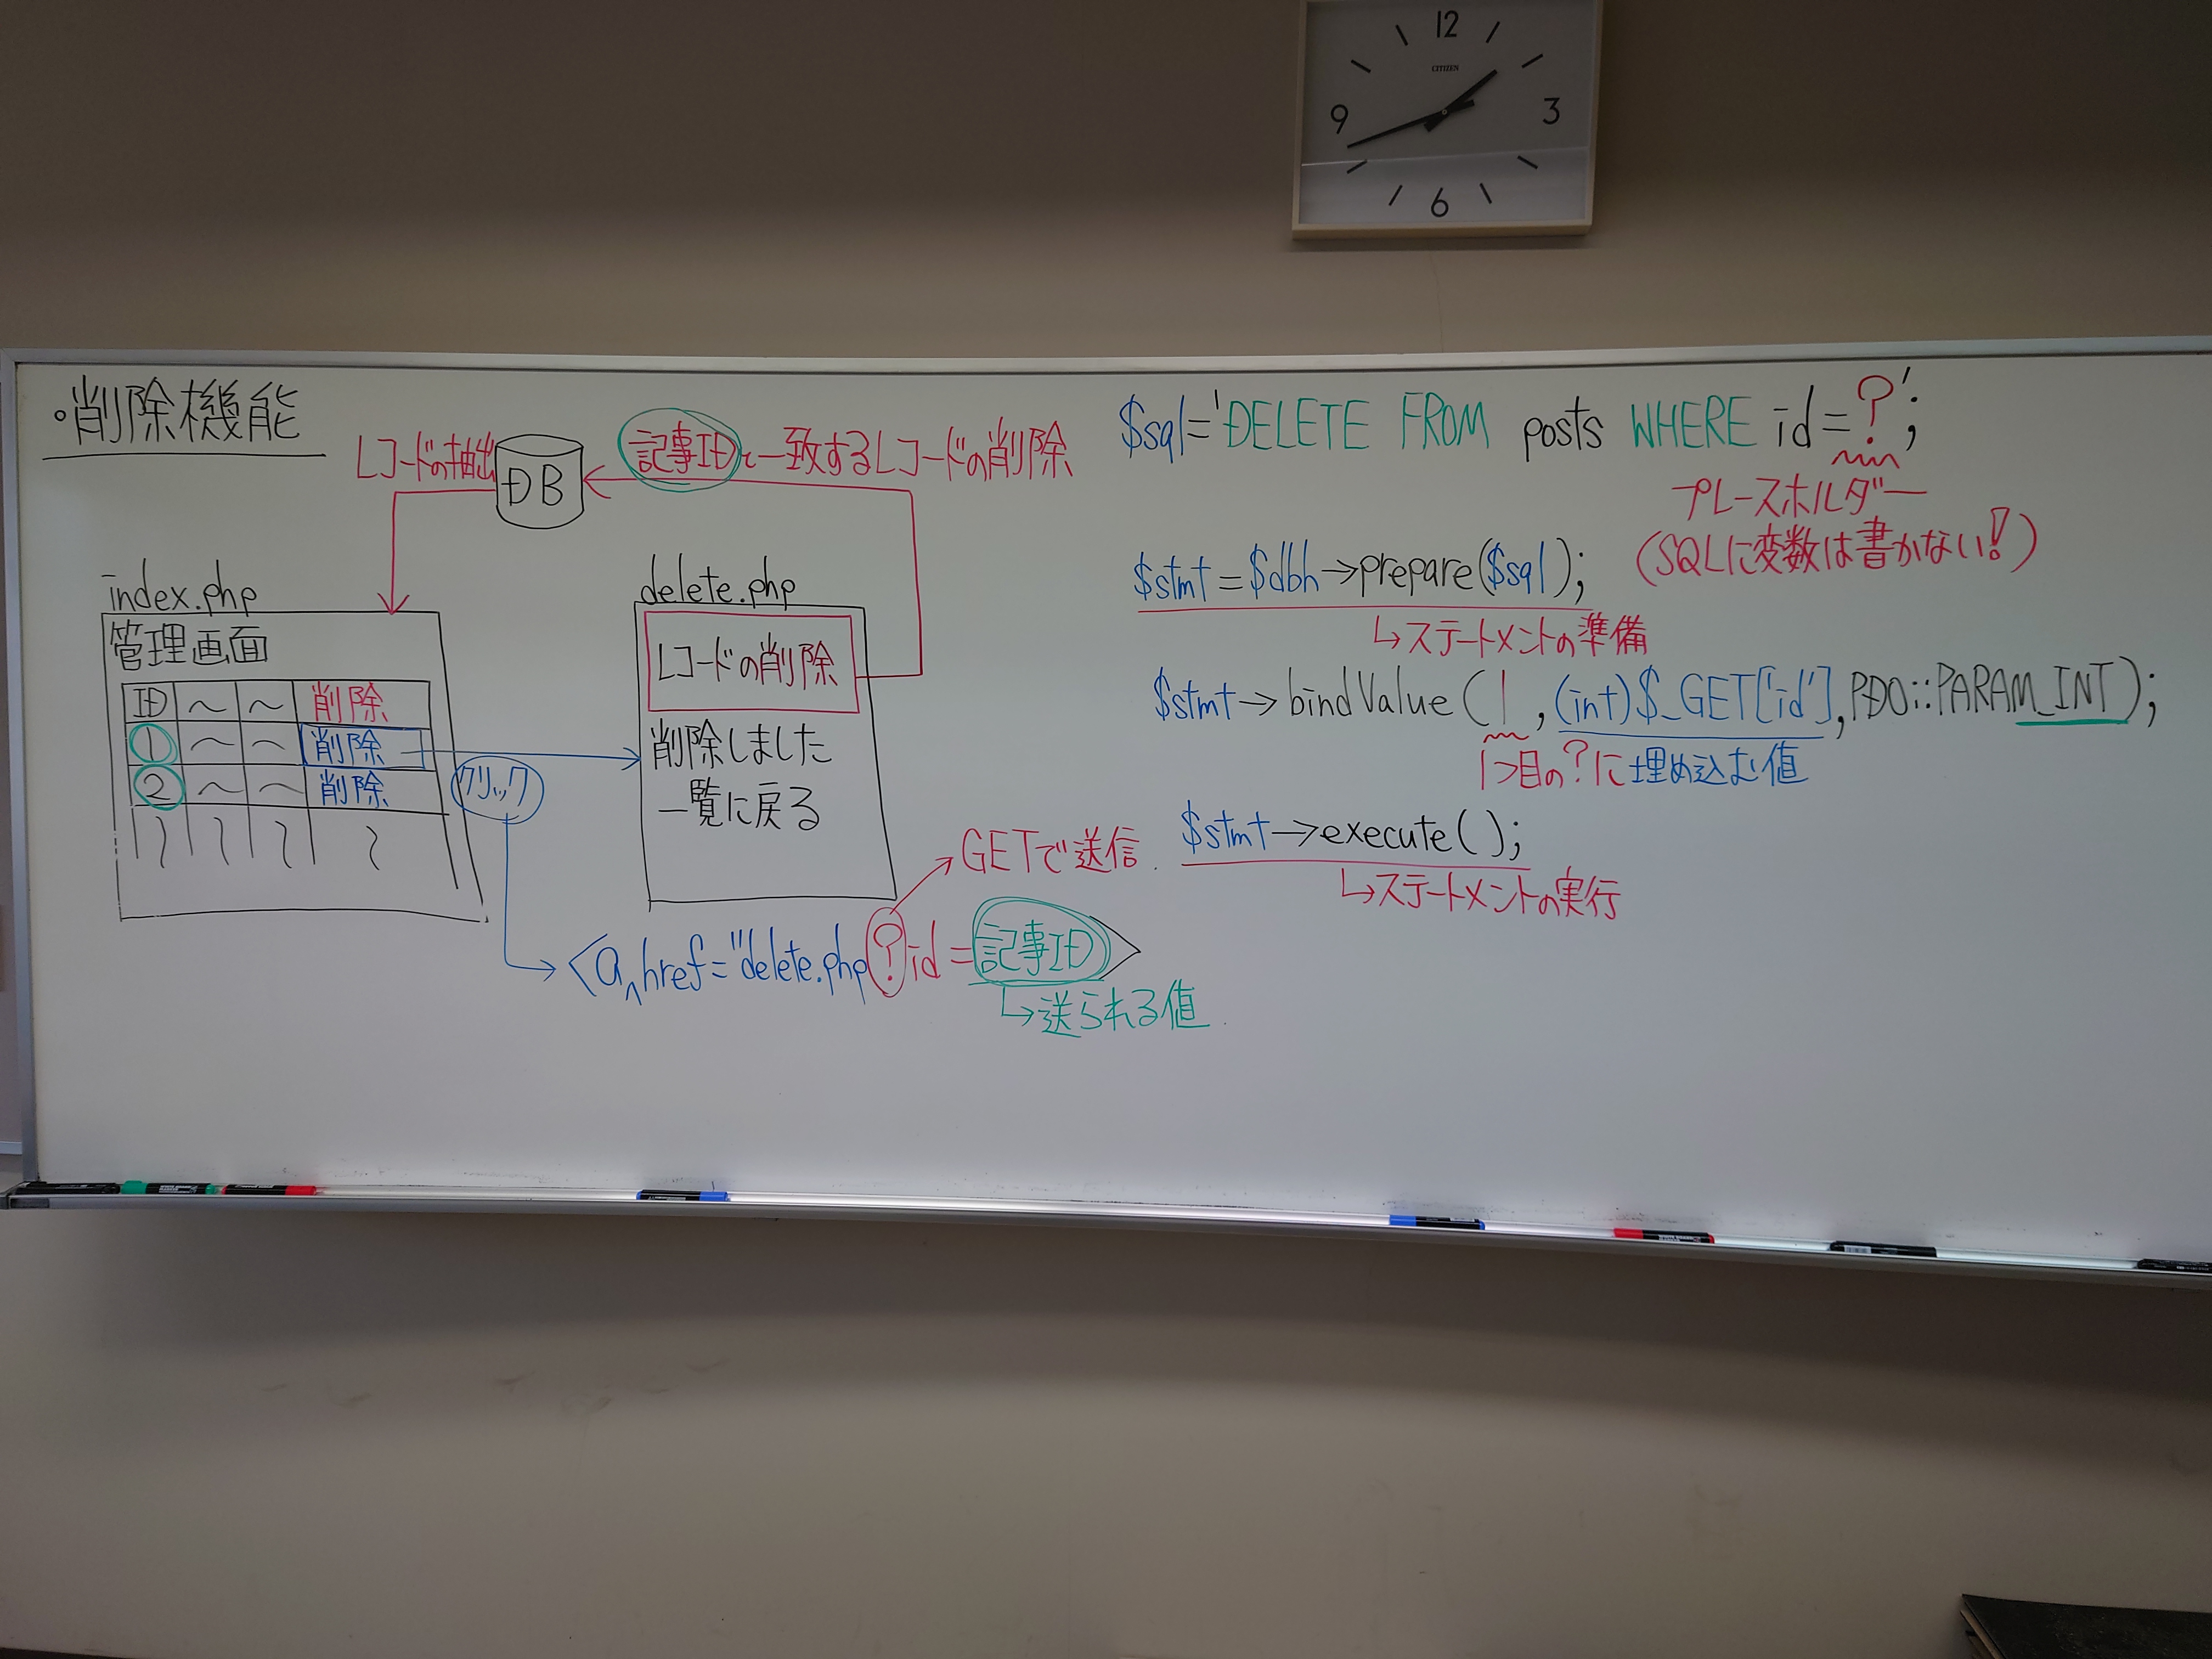 12
CITIZEN
9
3
6
・削除機能
レコードの抽出
DB
記事IDと一致するレコードの削除
index.php
管理画面
ID 〜 〜 削除
1 〜 〜 削除
2 〜 〜 削除
クリック
delete.php
レコードの削除
削除しました
一覧に戻る
GETで送信
<a href="delete.php?id=記事ID>
↳送られる値
$sql='DELETE FROM posts WHERE id=?';
プレースホルダー
(SQLに変数は書かない!)
$stmt=$dbh→prepare($sql);
↳ステートメントの準備
$stmt→bindValue(1,(int)$_GET['id'],PDO::PARAM_INT);
1つ目の?に埋め込む値
$stmt→execute();
↳ステートメントの実行